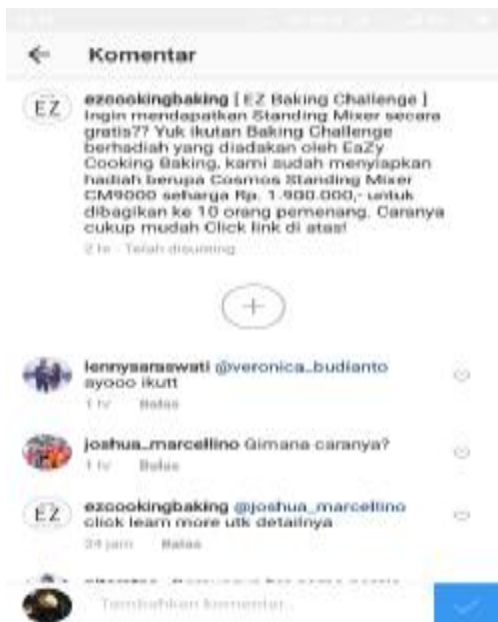 Komentar
EZ
ezcookingbaking [ EZ Baking Challenge ]
Ingin mendapatkan Standing Mixer secara
gratis?? Yuk ikutan Baking Challenge
berhadiah yang diadakan oleh EaZy
Cooking Baking, kami sudah menyiapkan
hadiah berupa Cosmos Standing Mixer
CM9000 seharga Rp. 1.900.000,- untuk
dibagikan ke 10 orang pemenang. Caranya
cukup mudah Click link di atas!
2 hr · Telah disunting
lennysaraswati @veronica_budianto
ayooo ikutt
1 hr Balas
joshua_marcellino Gimana caranya?
1 hr Balas
EZ
ezcookingbaking @joshua_marcellino
click learn more utk detailnya
24 jam Balas
Tambahkan komentar...